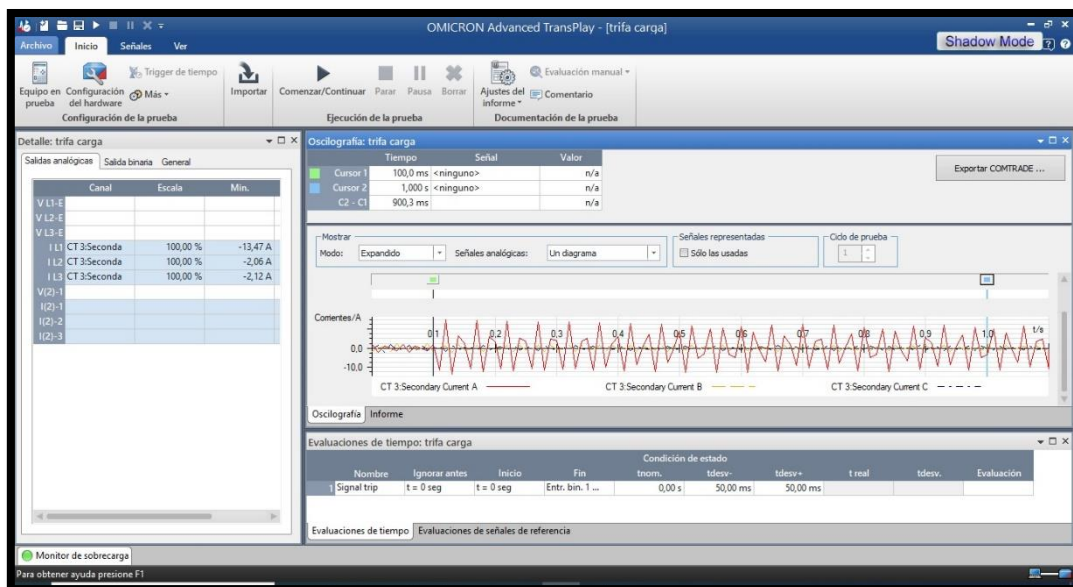 OMICRON Advanced TransPlay - [trifa carga]
Archivo Inicio Señales Ver
Shadow Mode
Equipo en prueba
Configuración del hardware
Trigger de tiempo
Más
Configuración de la prueba
Importar
Comenzar/Continuar Parar Pausa Borrar
Ejecución de la prueba
Ajustes del informe
Evaluación manual
Comentario
Documentación de la prueba
Detalle: trifa carga
Salidas analógicas Salida binaria General
Canal Escala Min.
V L1-E
V L2-E
V L3-E
I L1 CT 3:Seconda 100,00 % -13,47 A
I L2 CT 3:Seconda 100,00 % -2,06 A
I L3 CT 3:Seconda 100,00 % -2,12 A
V(2)-1
I(2)-1
I(2)-2
I(2)-3
Oscilografía: trifa carga
Tiempo Señal Valor
Cursor 1 100,0 ms <ninguno> n/a
Cursor 2 1,000 s <ninguno> n/a
C2 - C1 900,3 ms n/a
Exportar COMTRADE ...
Mostrar
Modo: Expandido Señales analógicas: Un diagrama
Señales representadas
Sólo las usadas
Ciclo de prueba
1
Corrientes/A
0,1 0,2 0,3 0,4 0,5 0,6 0,7 0,8 0,9 1,0 t/s
0,0
-10,0
CT 3:Secondary Current A CT 3:Secondary Current B CT 3:Secondary Current C
Oscilografía Informe
Evaluaciones de tiempo: trifa carga
Condición de estado
Nombre Ignorar antes Inicio Fin tnom. tdesv- tdesv+ t real tdesv. Evaluación
1 Signal trip t = 0 seg t = 0 seg Entr. bin. 1 ... 0,00 s 50,00 ms 50,00 ms
Evaluaciones de tiempo Evaluaciones de señales de referencia
Monitor de sobrecarga
Para obtener ayuda presione F1